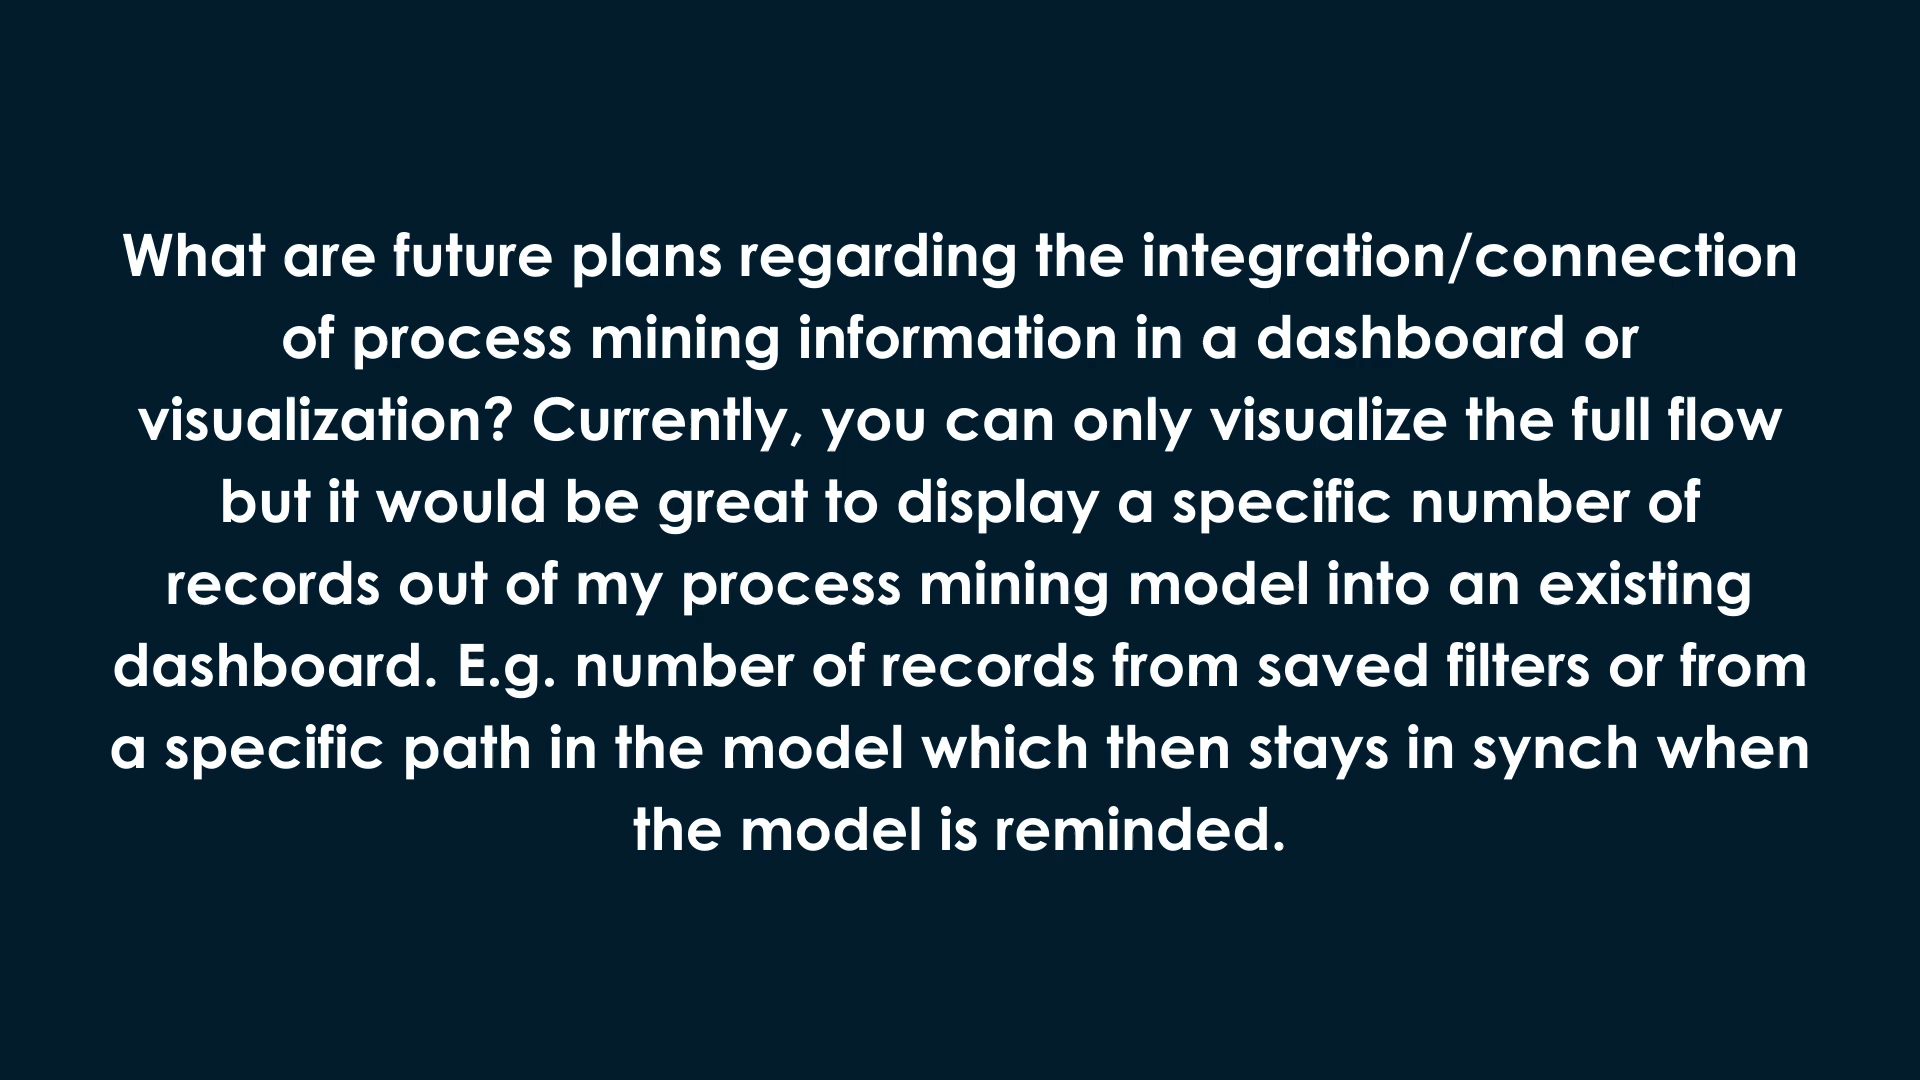 What are future plans regarding the integration/connection
of process mining information in a dashboard or
visualization? Currently, you can only visualize the full flow
but it would be great to display a specific number of
records out of my process mining model into an existing
dashboard. E.g. number of records from saved filters or from
a specific path in the model which then stays in synch when
the model is reminded.